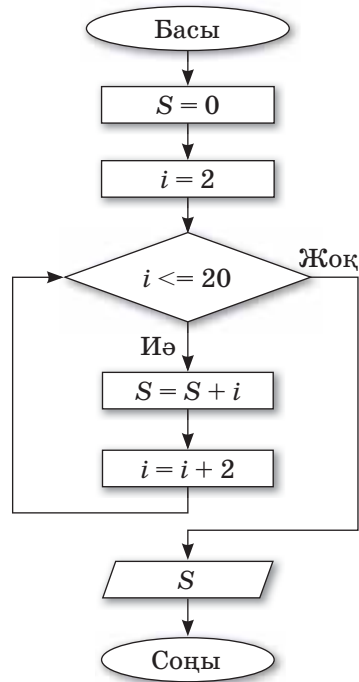 Басы
S = 0
i = 2
i <= 20
Жоқ
Иә
S = S + i
i = i + 2
S
Соңы